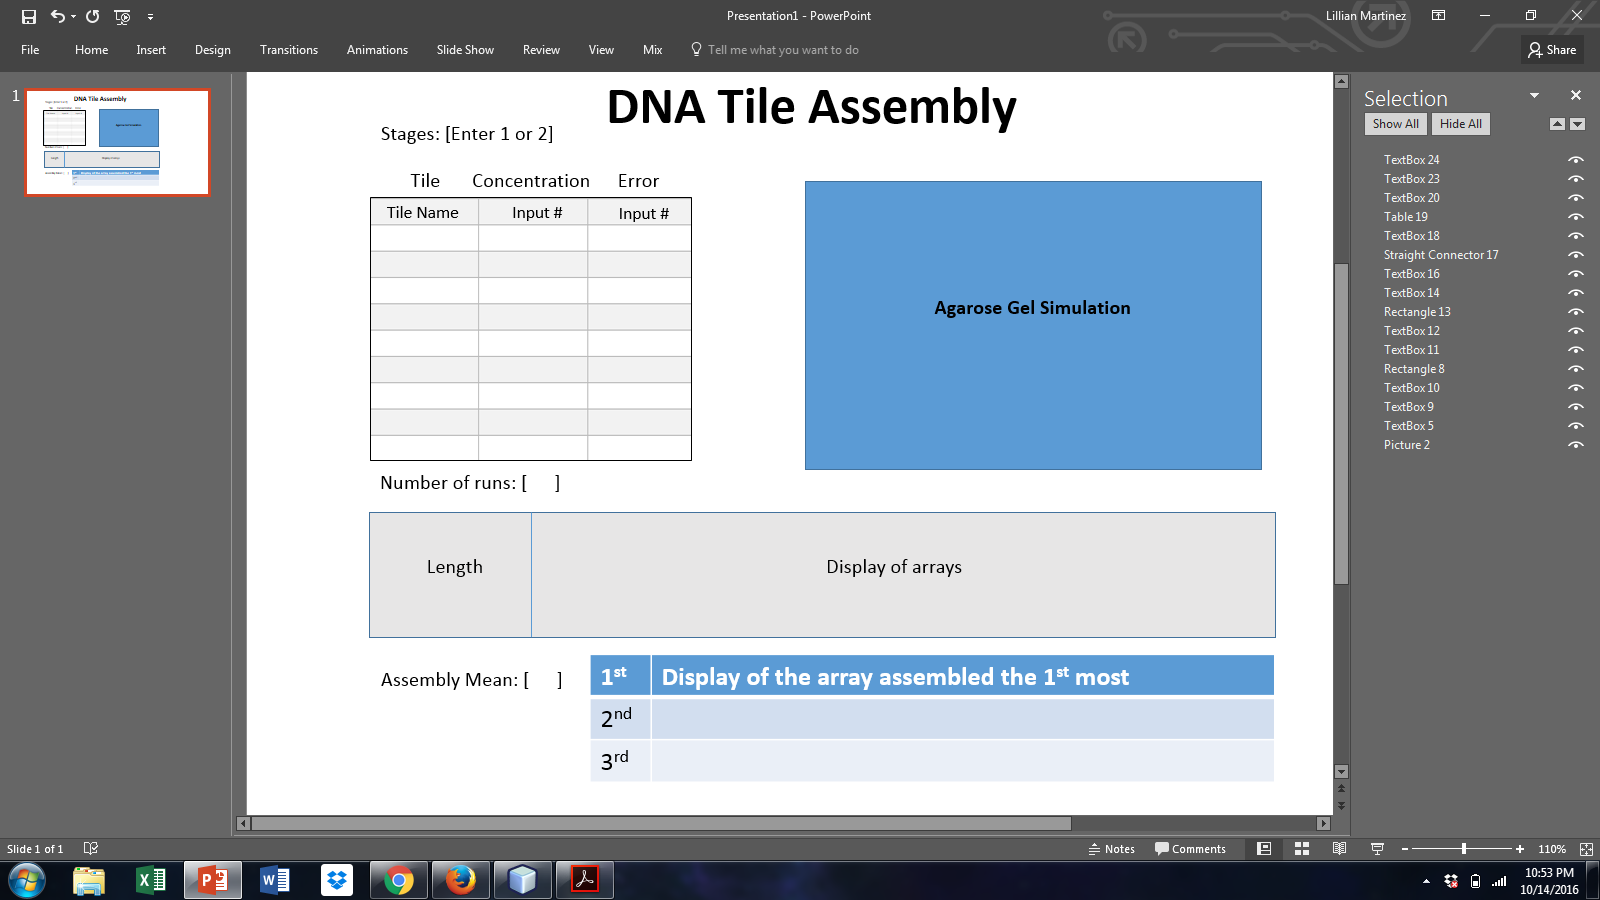 Presentation1 - PowerPoint
Lillian Martinez
File Home Insert Design Transitions Animations Slide Show Review View Mix Tell me what you want to do
Share
1
DNA Tile Assembly
Stages: [Enter 1 or 2]
Tile Concentration Error
Tile Name Input # Input #
Agarose Gel Simulation
Number of runs: [ ]
Length Display of arrays
Assembly Mean: [ ]
1st Display of the array assembled the 1st most
2nd
3rd
Selection
Show All Hide All
TextBox 24
TextBox 23
TextBox 20
Table 19
TextBox 18
Straight Connector 17
TextBox 16
TextBox 14
Rectangle 13
TextBox 12
TextBox 11
Rectangle 8
TextBox 10
TextBox 9
TextBox 5
Picture 2
Slide 1 of 1
Notes Comments
110%
10:53 PM
10/14/2016